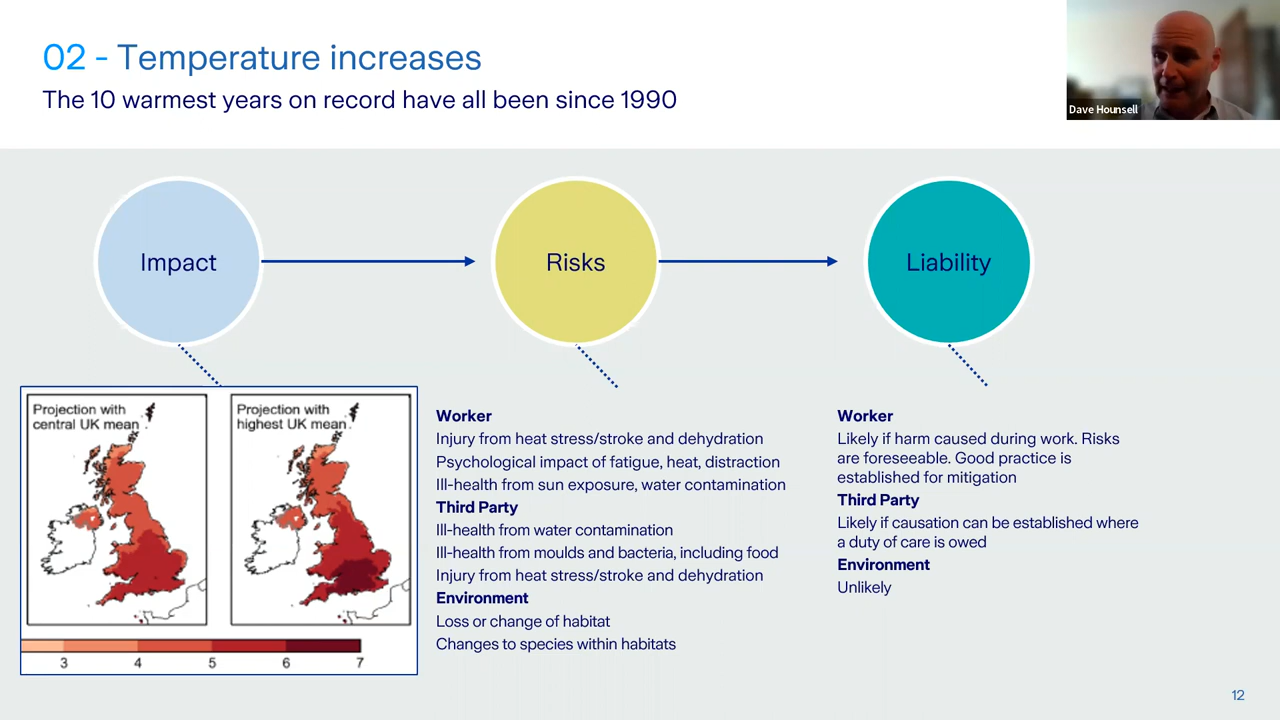 02 - Temperature increases
The 10 warmest years on record have all been since 1990
Dave Hounsell
Impact
Risks
Liability
Projection with
central UK mean
Projection with
highest UK mean
3 4 5 6 7
Worker
Injury from heat stress/stroke and dehydration
Psychological impact of fatigue, heat, distraction
Ill-health from sun exposure, water contamination
Third Party
Ill-health from water contamination
Ill-health from moulds and bacteria, including food
Injury from heat stress/stroke and dehydration
Environment
Loss or change of habitat
Changes to species within habitats
Worker
Likely if harm caused during work. Risks
are foreseeable. Good practice is
established for mitigation
Third Party
Likely if causation can be established where
a duty of care is owed
Environment
Unlikely
12